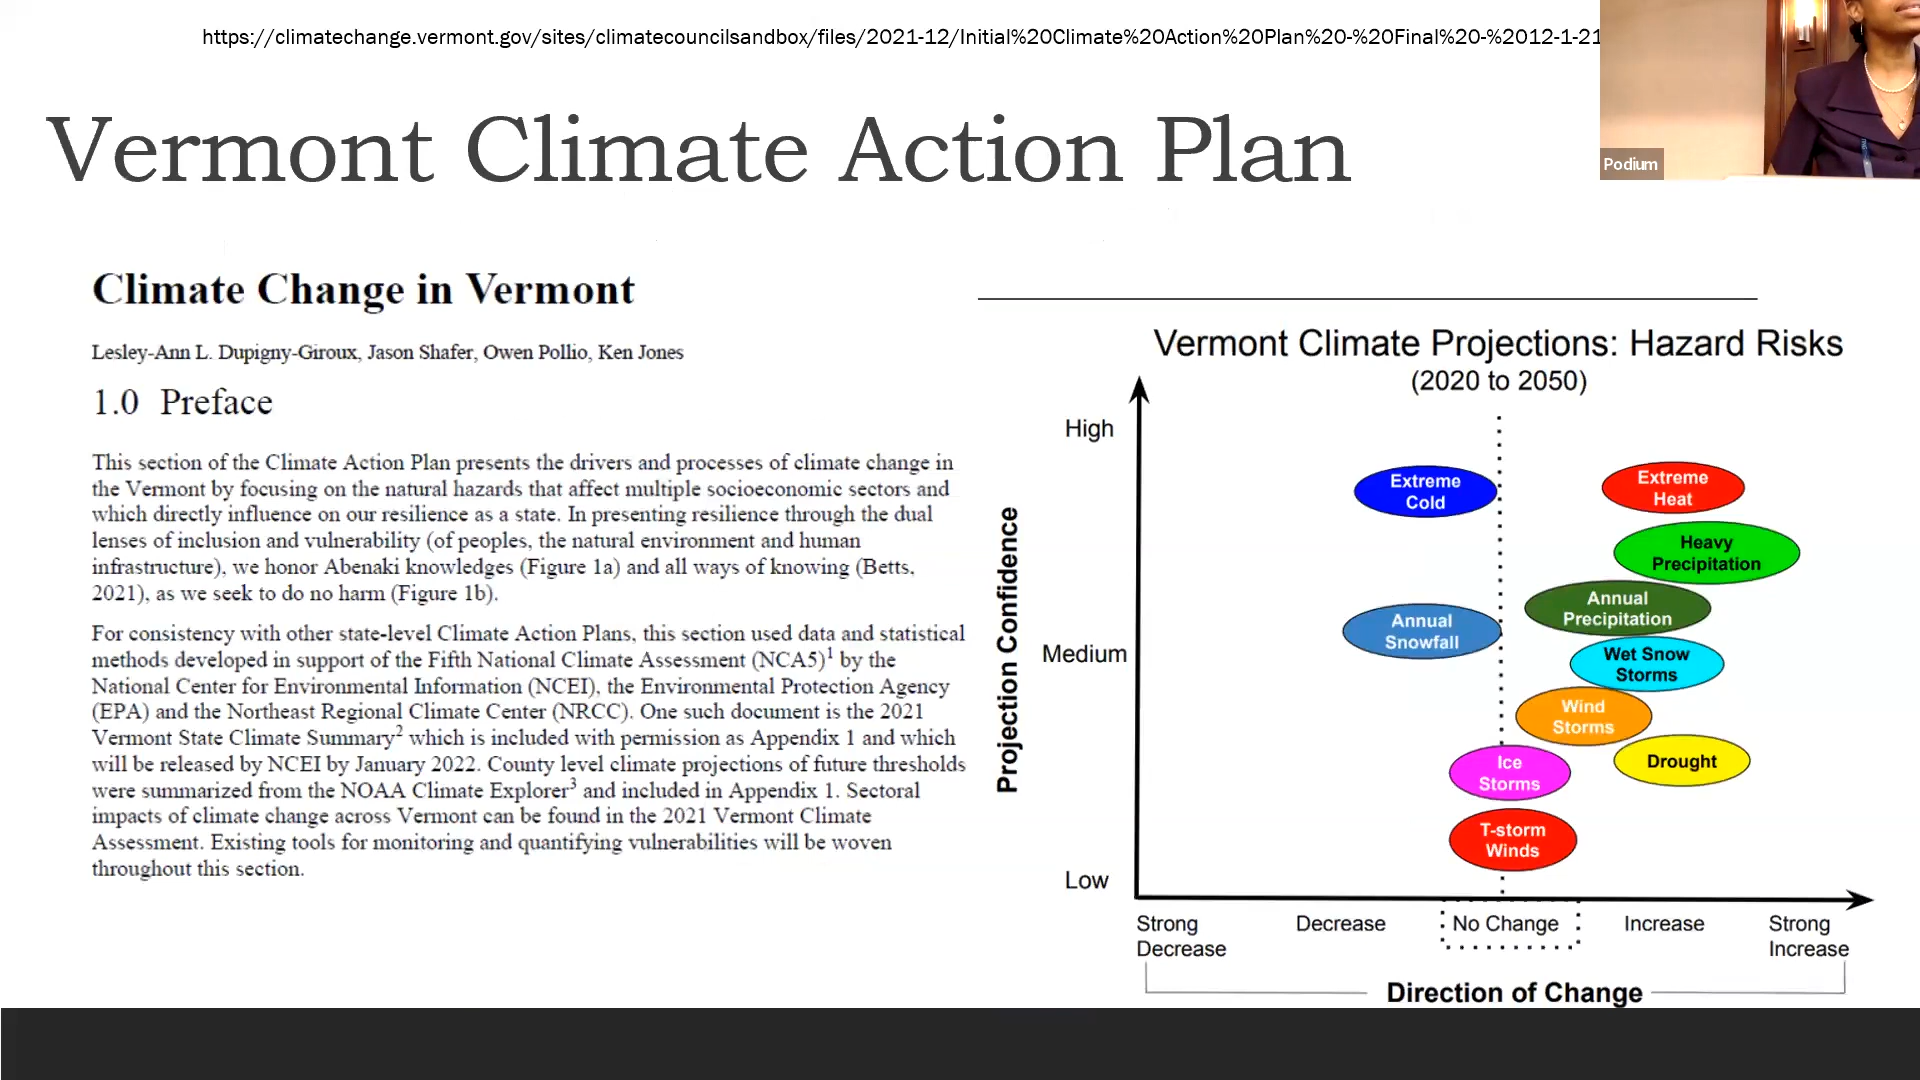 https://climatechange.vermont.gov/sites/climatecouncilsandbox/files/2021-12/Initial%20Climate%20Action%20Plan%20-%20Final%20-%2012-1-21
Podium
Vermont Climate Action Plan
Climate Change in Vermont
Lesley-Ann L. Dupigny-Giroux, Jason Shafer, Owen Pollio, Ken Jones
1.0 Preface
This section of the Climate Action Plan presents the drivers and processes of climate change in
the Vermont by focusing on the natural hazards that affect multiple socioeconomic sectors and
which directly influence on our resilience as a state. In presenting resilience through the dual
lenses of inclusion and vulnerability (of peoples, the natural environment and human
infrastructure), we honor Abenaki knowledges (Figure 1a) and all ways of knowing (Betts,
2021), as we seek to do no harm (Figure 1b).
For consistency with other state-level Climate Action Plans, this section used data and statistical
methods developed in support of the Fifth National Climate Assessment (NCA5)1 by the
National Center for Environmental Information (NCEI), the Environmental Protection Agency
(EPA) and the Northeast Regional Climate Center (NRCC). One such document is the 2021
Vermont State Climate Summary2 which is included with permission as Appendix 1 and which
will be released by NCEI by January 2022. County level climate projections of future thresholds
were summarized from the NOAA Climate Explorer3 and included in Appendix 1. Sectoral
impacts of climate change across Vermont can be found in the 2021 Vermont Climate
Assessment. Existing tools for monitoring and quantifying vulnerabilities will be woven
throughout this section.
Vermont Climate Projections: Hazard Risks
(2020 to 2050)
Projection Confidence
High
Medium
Low
Extreme
Cold
Extreme
Heat
Heavy
Precipitation
Annual
Precipitation
Annual
Snowfall
Wet Snow
Storms
Wind
Storms
Drought
Ice
Storms
T-storm
Winds
Strong
Decrease
Decrease
No Change
Increase
Strong
Increase
Direction of Change